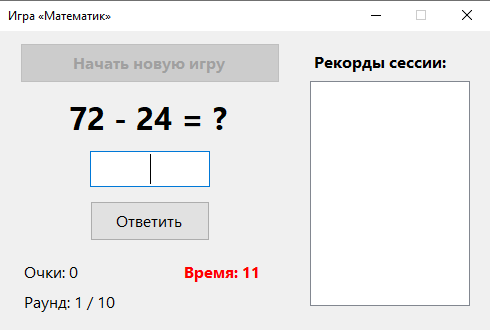 Игра «Математик»
Начать новую игру
72 - 24 = ?
Ответить
Очки: 0
Время: 11
Раунд: 1 / 10
Рекорды сессии: